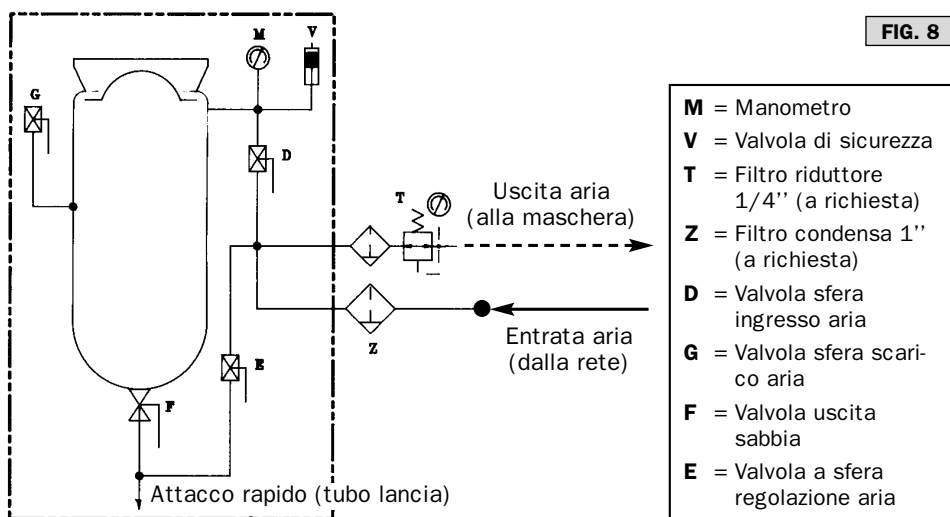 FIG. 8
M
V
G
D
T
Uscita aria
(alla maschera)
Entrata aria
(dalla rete)
Z
E
F
Attacco rapido (tubo lancia)
M = Manometro
V = Valvola di sicurezza
T = Filtro riduttore
1/4'' (a richiesta)
Z = Filtro condensa 1''
(a richiesta)
D = Valvola sfera
ingresso aria
G = Valvola sfera scari-
co aria
F = Valvola uscita
sabbia
E = Valvola a sfera
regolazione aria